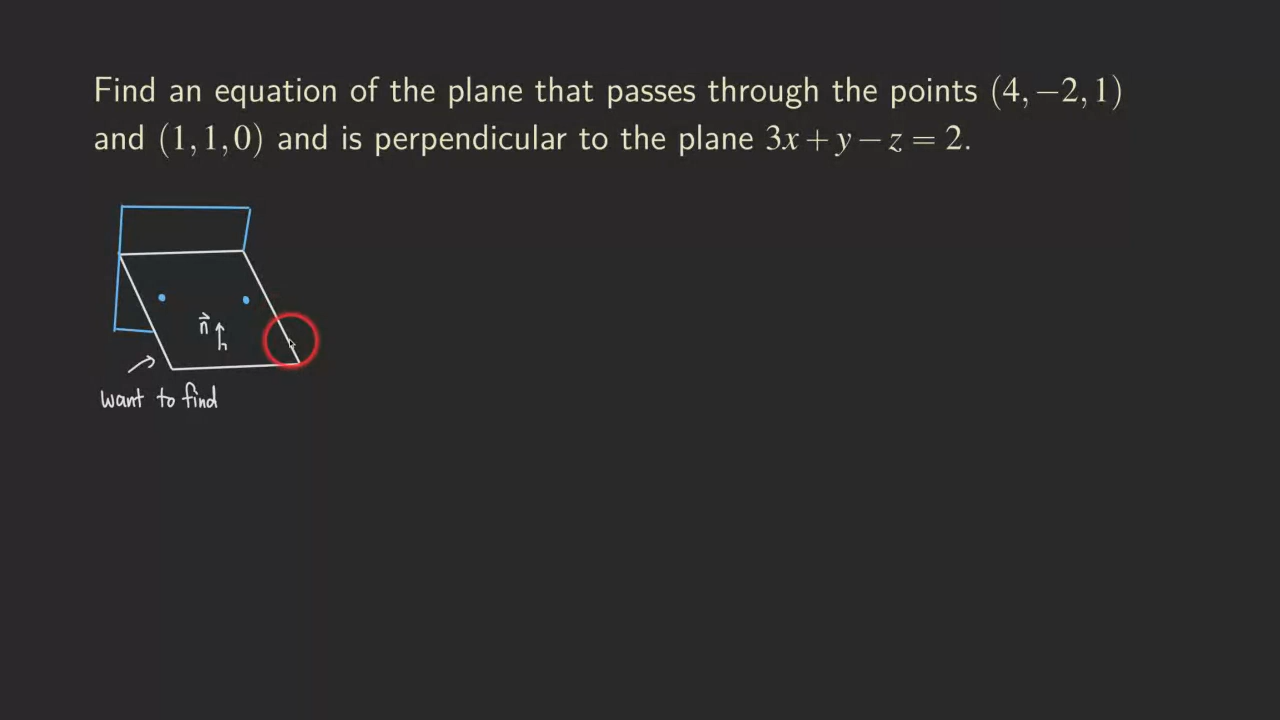 Find an equation of the plane that passes through the points (4,−2,1)
and (1,1,0) and is perpendicular to the plane 3x+y−z=2.
n⃗
want to find